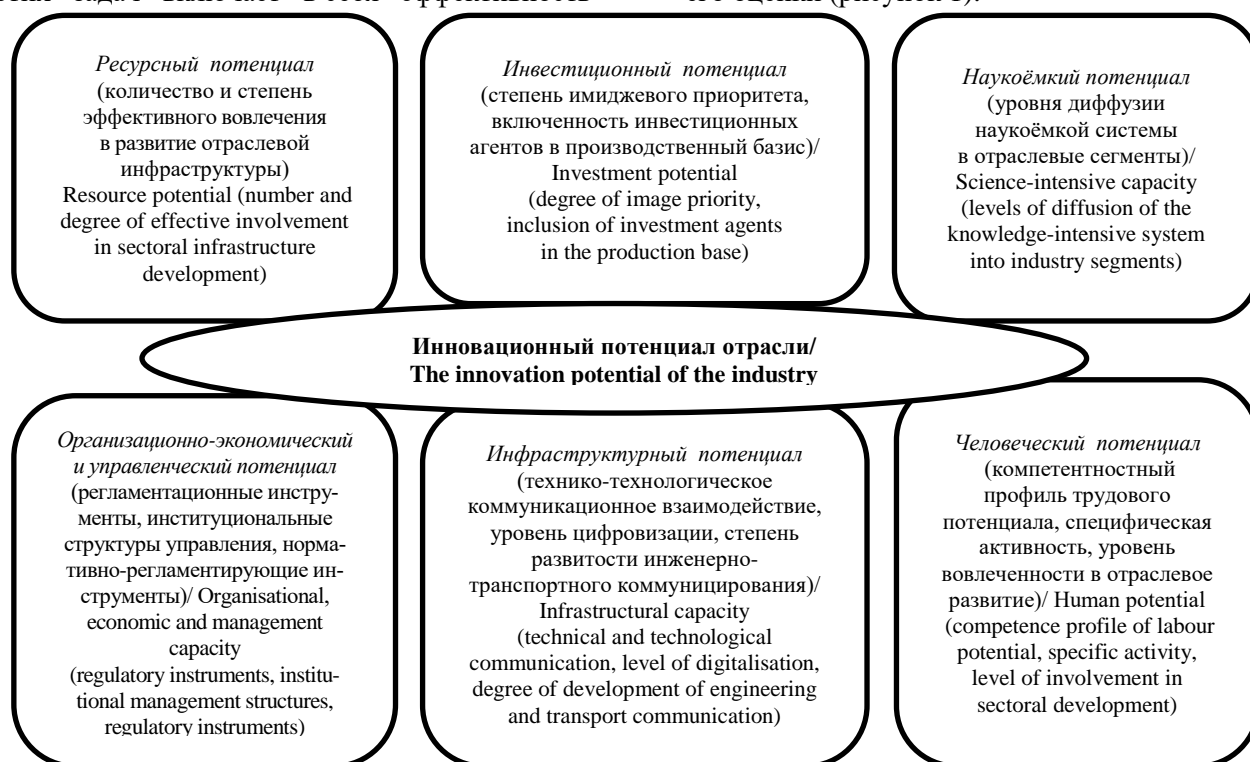 Ресурсный потенциал
(количество и степень
эффективного вовлечения
в развитие отраслевой
инфраструктуры)
Resource potential (number and
degree of effective involvement
in sectoral infrastructure
development)
Инвестиционный потенциал
(степень имиджевого приоритета,
включенность инвестиционных
агентов в производственный базис)/
Investment potential
(degree of image priority,
inclusion of investment agents
in the production base)
Наукоёмкий потенциал
(уровня диффузии
наукоёмкой системы
в отраслевые сегменты)/
Science-intensive capacity
(levels of diffusion of the
knowledge-intensive system
into industry segments)
Инновационный потенциал отрасли/
The innovation potential of the industry
Организационно-экономический
и управленческий потенциал
(регламентационные инстру-
менты, институциональные
структуры управления, норма-
тивно-регламентирующие ин-
струменты)/ Organisational,
economic and management
capacity
(regulatory instruments, institu-
tional management structures,
regulatory instruments)
Инфраструктурный потенциал
(технико-технологическое
коммуникационное взаимодействие,
уровень цифровизации, степень
развитости инженерно-
транспортного коммуницирования)/
Infrastructural capacity
(technical and technological
communication, level of digitalisation,
degree of development of engineering
and transport communication)
Человеческий потенциал
(компетентностный
профиль трудового
потенциала, специфическая
активность, уровень
вовлеченности в отраслевое
развитие)/ Human potential
(competence profile of labour
potential, specific activity,
level of involvement in
sectoral development)